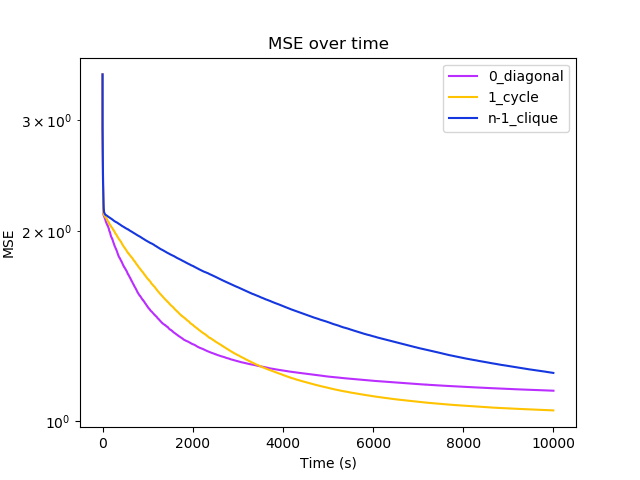 MSE over time
0_diagonal
1_cycle
n-1_clique
3 × 10⁰
2 × 10⁰
10⁰
MSE
0 2000 4000 6000 8000 10000
Time (s)